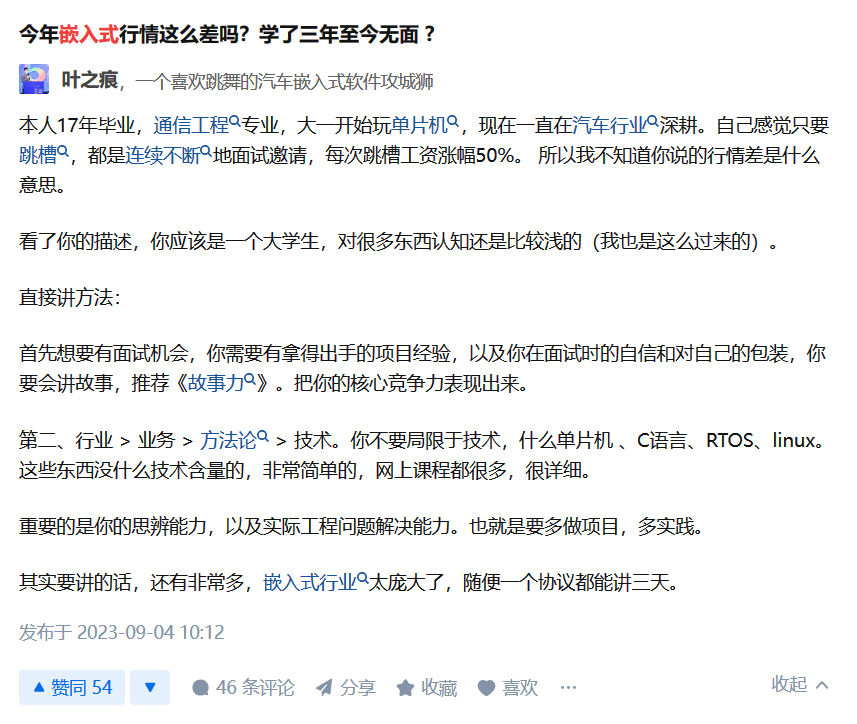 今年嵌入式行情这么差吗？学了三年至今无面？
叶之痕，一个喜欢跳舞的汽车嵌入式软件攻城狮
本人17年毕业，通信工程专业，大一开始玩单片机，现在一直在汽车行业深耕。自己感觉只要
跳槽，都是连续不断地面试邀请，每次跳槽工资涨幅50%。 所以我不知道你说的行情差是什么
意思。
看了你的描述，你应该是一个大学生，对很多东西认知还是比较浅的（我也是这么过来的）。
直接讲方法：
首先想要有面试机会，你需要有拿得出手的项目经验，以及你在面试时的自信和对自己的包装，你
要会讲故事，推荐《故事力》。把你的核心竞争力表现出来。
第二、行业 > 业务 > 方法论 > 技术。你不要局限于技术，什么单片机 、C语言、RTOS、linux。
这些东西没什么技术含量的，非常简单的，网上课程都很多，很详细。
重要的是你的思辨能力，以及实际工程问题解决能力。也就是要多做项目，多实践。
其实要讲的话，还有非常多，嵌入式行业太庞大了，随便一个协议都能讲三天。
发布于 2023-09-04 10:12
赞同 54 46 条评论 分享 收藏 喜欢 ··· 收起